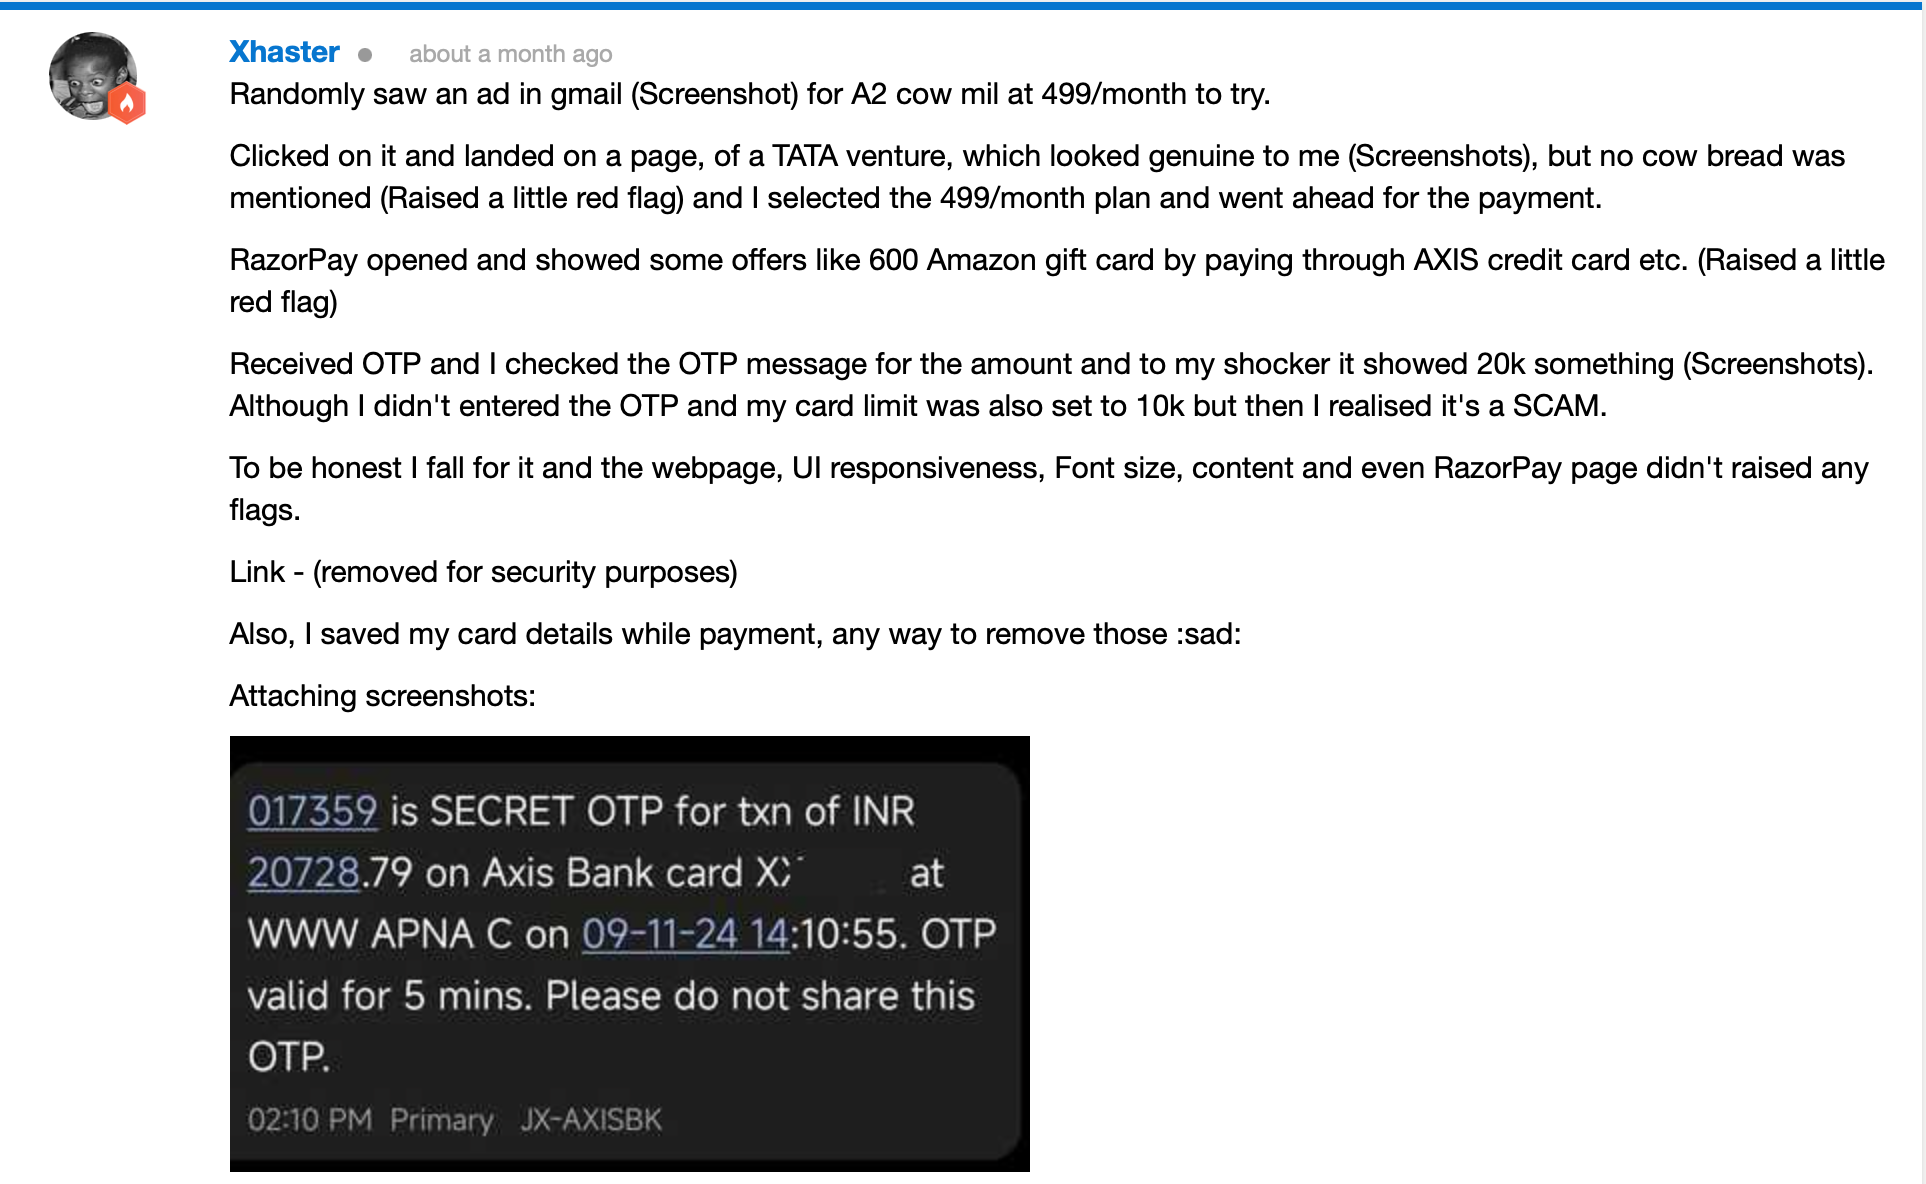 Xhaster ● about a month ago
Randomly saw an ad in gmail (Screenshot) for A2 cow mil at 499/month to try.
Clicked on it and landed on a page, of a TATA venture, which looked genuine to me (Screenshots), but no cow bread was
mentioned (Raised a little red flag) and I selected the 499/month plan and went ahead for the payment.
RazorPay opened and showed some offers like 600 Amazon gift card by paying through AXIS credit card etc. (Raised a little
red flag)
Received OTP and I checked the OTP message for the amount and to my shocker it showed 20k something (Screenshots).
Although I didn't entered the OTP and my card limit was also set to 10k but then I realised it's a SCAM.
To be honest I fall for it and the webpage, UI responsiveness, Font size, content and even RazorPay page didn't raised any
flags.
Link - (removed for security purposes)
Also, I saved my card details while payment, any way to remove those :sad:
Attaching screenshots:
017359 is SECRET OTP for txn of INR
20728.79 on Axis Bank card at
WWW APNA C on 09-11-24 14:10:55. OTP
valid for 5 mins. Please do not share this
OTP.
02:10 PM Primary JX-AXISBK